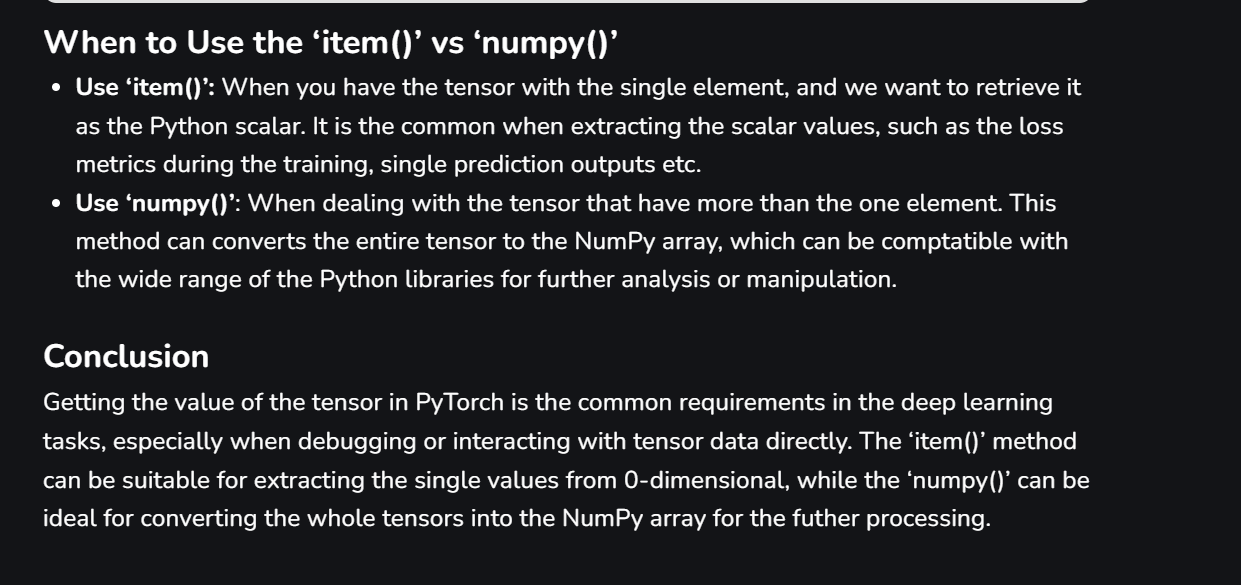 When to Use the ‘item()’ vs ‘numpy()’
• Use ‘item()’: When you have the tensor with the single element, and we want to retrieve it
as the Python scalar. It is the common when extracting the scalar values, such as the loss
metrics during the training, single prediction outputs etc.
• Use ‘numpy()’: When dealing with the tensor that have more than the one element. This
method can converts the entire tensor to the NumPy array, which can be comptatible with
the wide range of the Python libraries for further analysis or manipulation.
Conclusion
Getting the value of the tensor in PyTorch is the common requirements in the deep learning
tasks, especially when debugging or interacting with tensor data directly. The ‘item()’ method
can be suitable for extracting the single values from 0-dimensional, while the ‘numpy()’ can be
ideal for converting the whole tensors into the NumPy array for the futher processing.